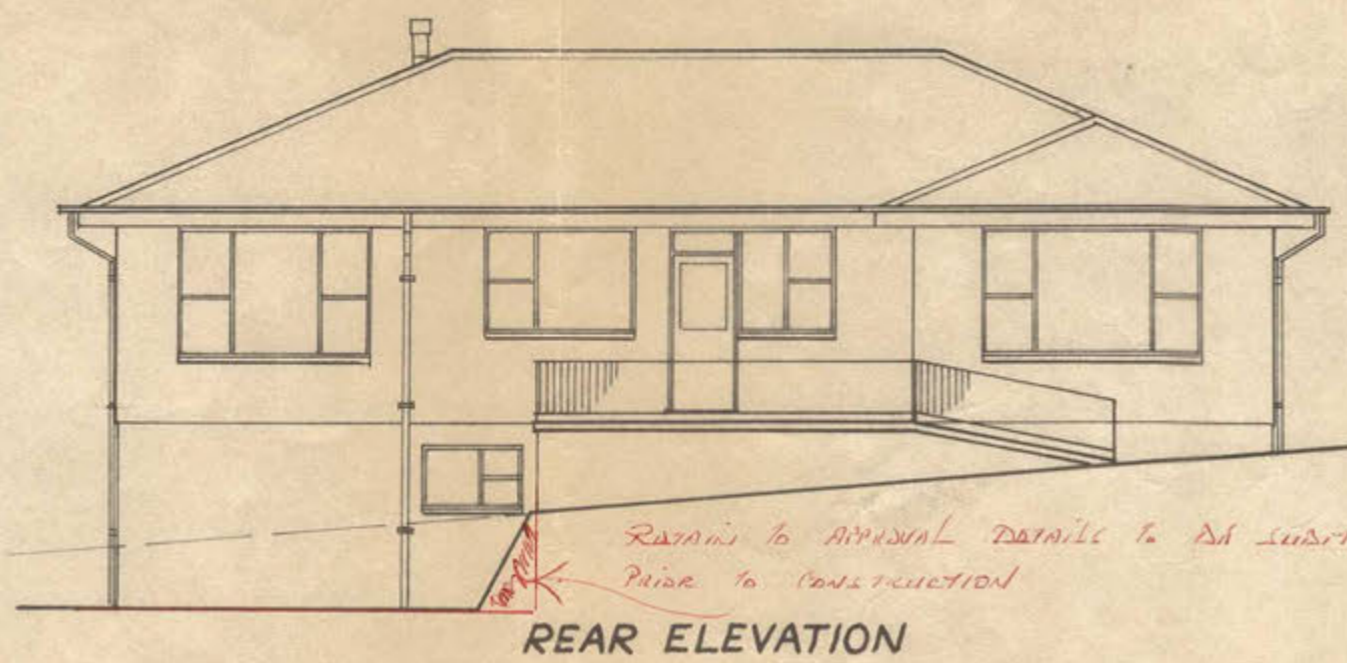 RETAIN To APPROVAL DETAILS To BE
PRIOR To CONSTRUCTION
REAR ELEVATION